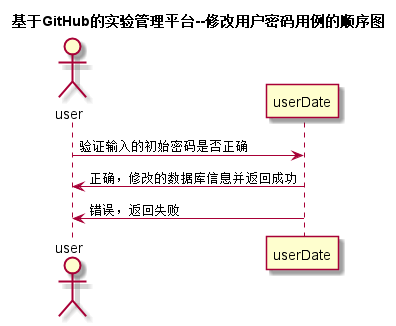 基于GitHub的实验管理平台--修改用户密码用例的顺序图
user
userDate
验证输入的初始密码是否正确
正确，修改的数据库信息并返回成功
错误，返回失败
user
userDate